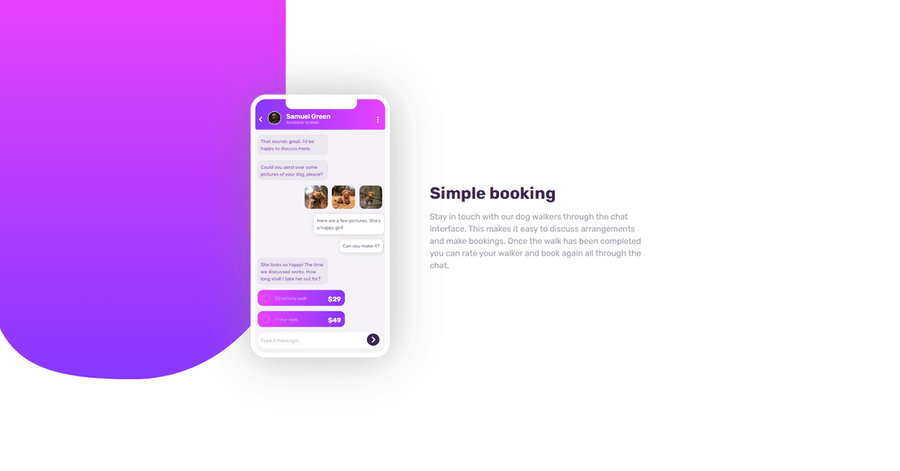 Samuel Green
Available to Walk
That sounds great. I'd be
happy to discuss more.
Could you send over some
pictures of your dog, please?
Here are a few pictures. She's
a happy girl!
Can you make it?
She looks so happy! The time
we discussed works. How
long shall I take her out for?
30 minute walk
$29
1 hour walk
$49
Type a message...
Simple booking
Stay in touch with our dog walkers through the chat
interface. This makes it easy to discuss arrangements
and make bookings. Once the walk has been completed
you can rate your walker and book again all through the
chat.